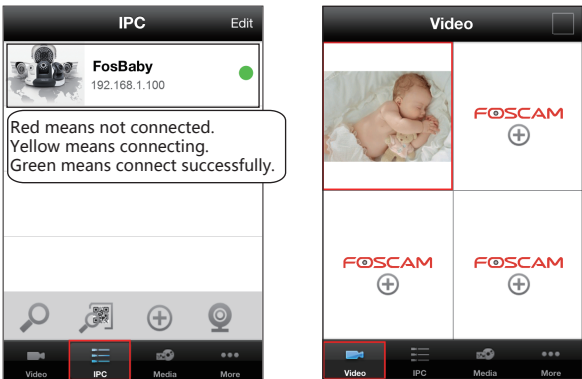 IPC
Edit
FosBaby
192.168.1.100
Red means not connected.
Yellow means connecting.
Green means connect successfully.
Video
IPC
Media
More
Video
FOSCAM
FOSCAM
FOSCAM
Video
IPC
Media
More